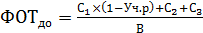 ФОТдо = С1×(1−Уч.р)+С2+С3
В